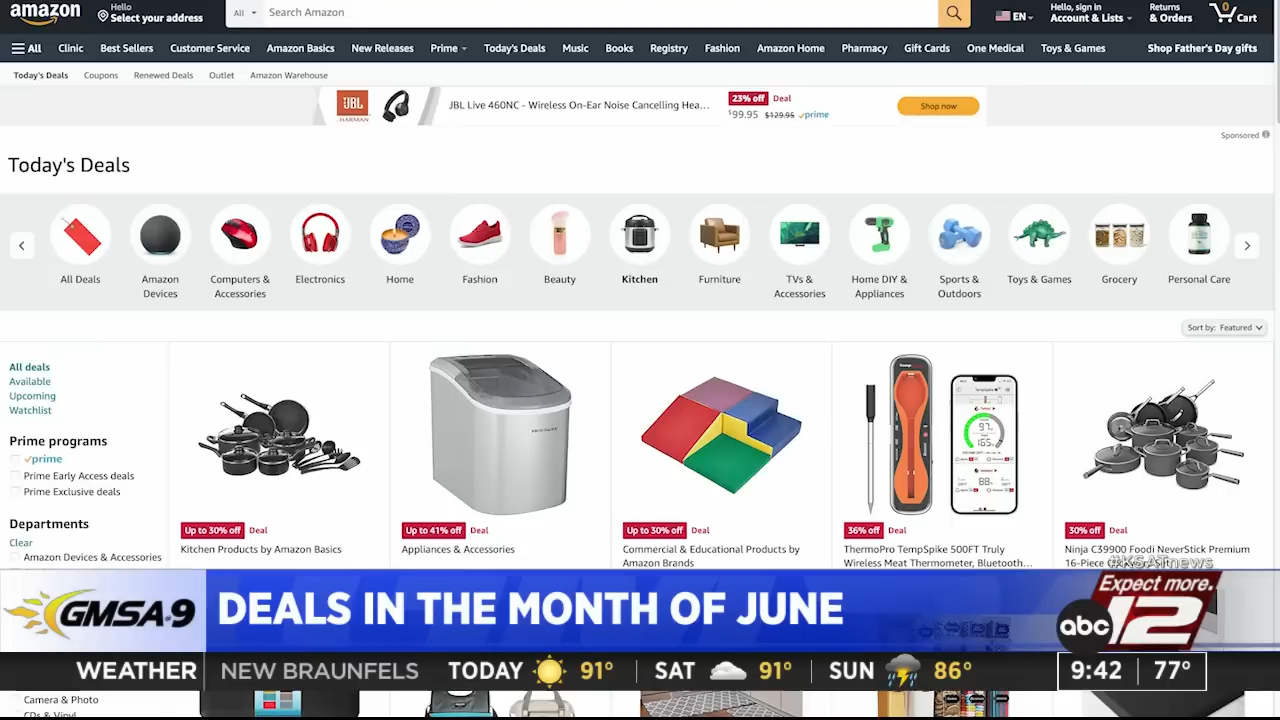 amazon
Hello
Select your address
All
Search Amazon
EN
Hello, sign in
Account & Lists
Returns
& Orders
0
Cart
All
Clinic
Best Sellers
Customer Service
Amazon Basics
New Releases
Prime
Today's Deals
Music
Books
Registry
Fashion
Amazon Home
Pharmacy
Gift Cards
One Medical
Toys & Games
Shop Father's Day gifts
Today's Deals
Coupons
Renewed Deals
Outlet
Amazon Warehouse
JBL
HARMAN
JBL Live 460NC - Wireless On-Ear Noise Cancelling Hea...
23% off Deal
$99.95 $129.95 prime
Shop now
Sponsored
Today's Deals
All Deals
Amazon
Devices
Computers &
Accessories
Electronics
Home
Fashion
Beauty
Kitchen
Furniture
TVs &
Accessories
Home DIY &
Appliances
Sports &
Outdoors
Toys & Games
Grocery
Personal Care
Sort by: Featured
All deals
Available
Upcoming
Watchlist
Prime programs
prime
Prime Early Access deals
Prime Exclusive deals
Departments
Clear
Amazon Devices & Accessories
Up to 30% off Deal
Kitchen Products by Amazon Basics
FRIGIDAIRE
Up to 41% off Deal
Appliances & Accessories
Up to 30% off Deal
Commercial & Educational Products by
Amazon Brands
36% off Deal
ThermoPro TempSpike 500FT Truly
Wireless Meat Thermometer, Bluetooth...
30% off Deal
Ninja C39900 Foodi NeverStick Premium
#KSATnews
GMSA@9
DEALS IN THE MONTH OF JUNE
Expect more.
abc
12
WEATHER
NEW BRAUNFELS
TODAY 91°
SAT 91°
SUN 86°
9:42
77°
Camera & Photo
CDs & Vinyl